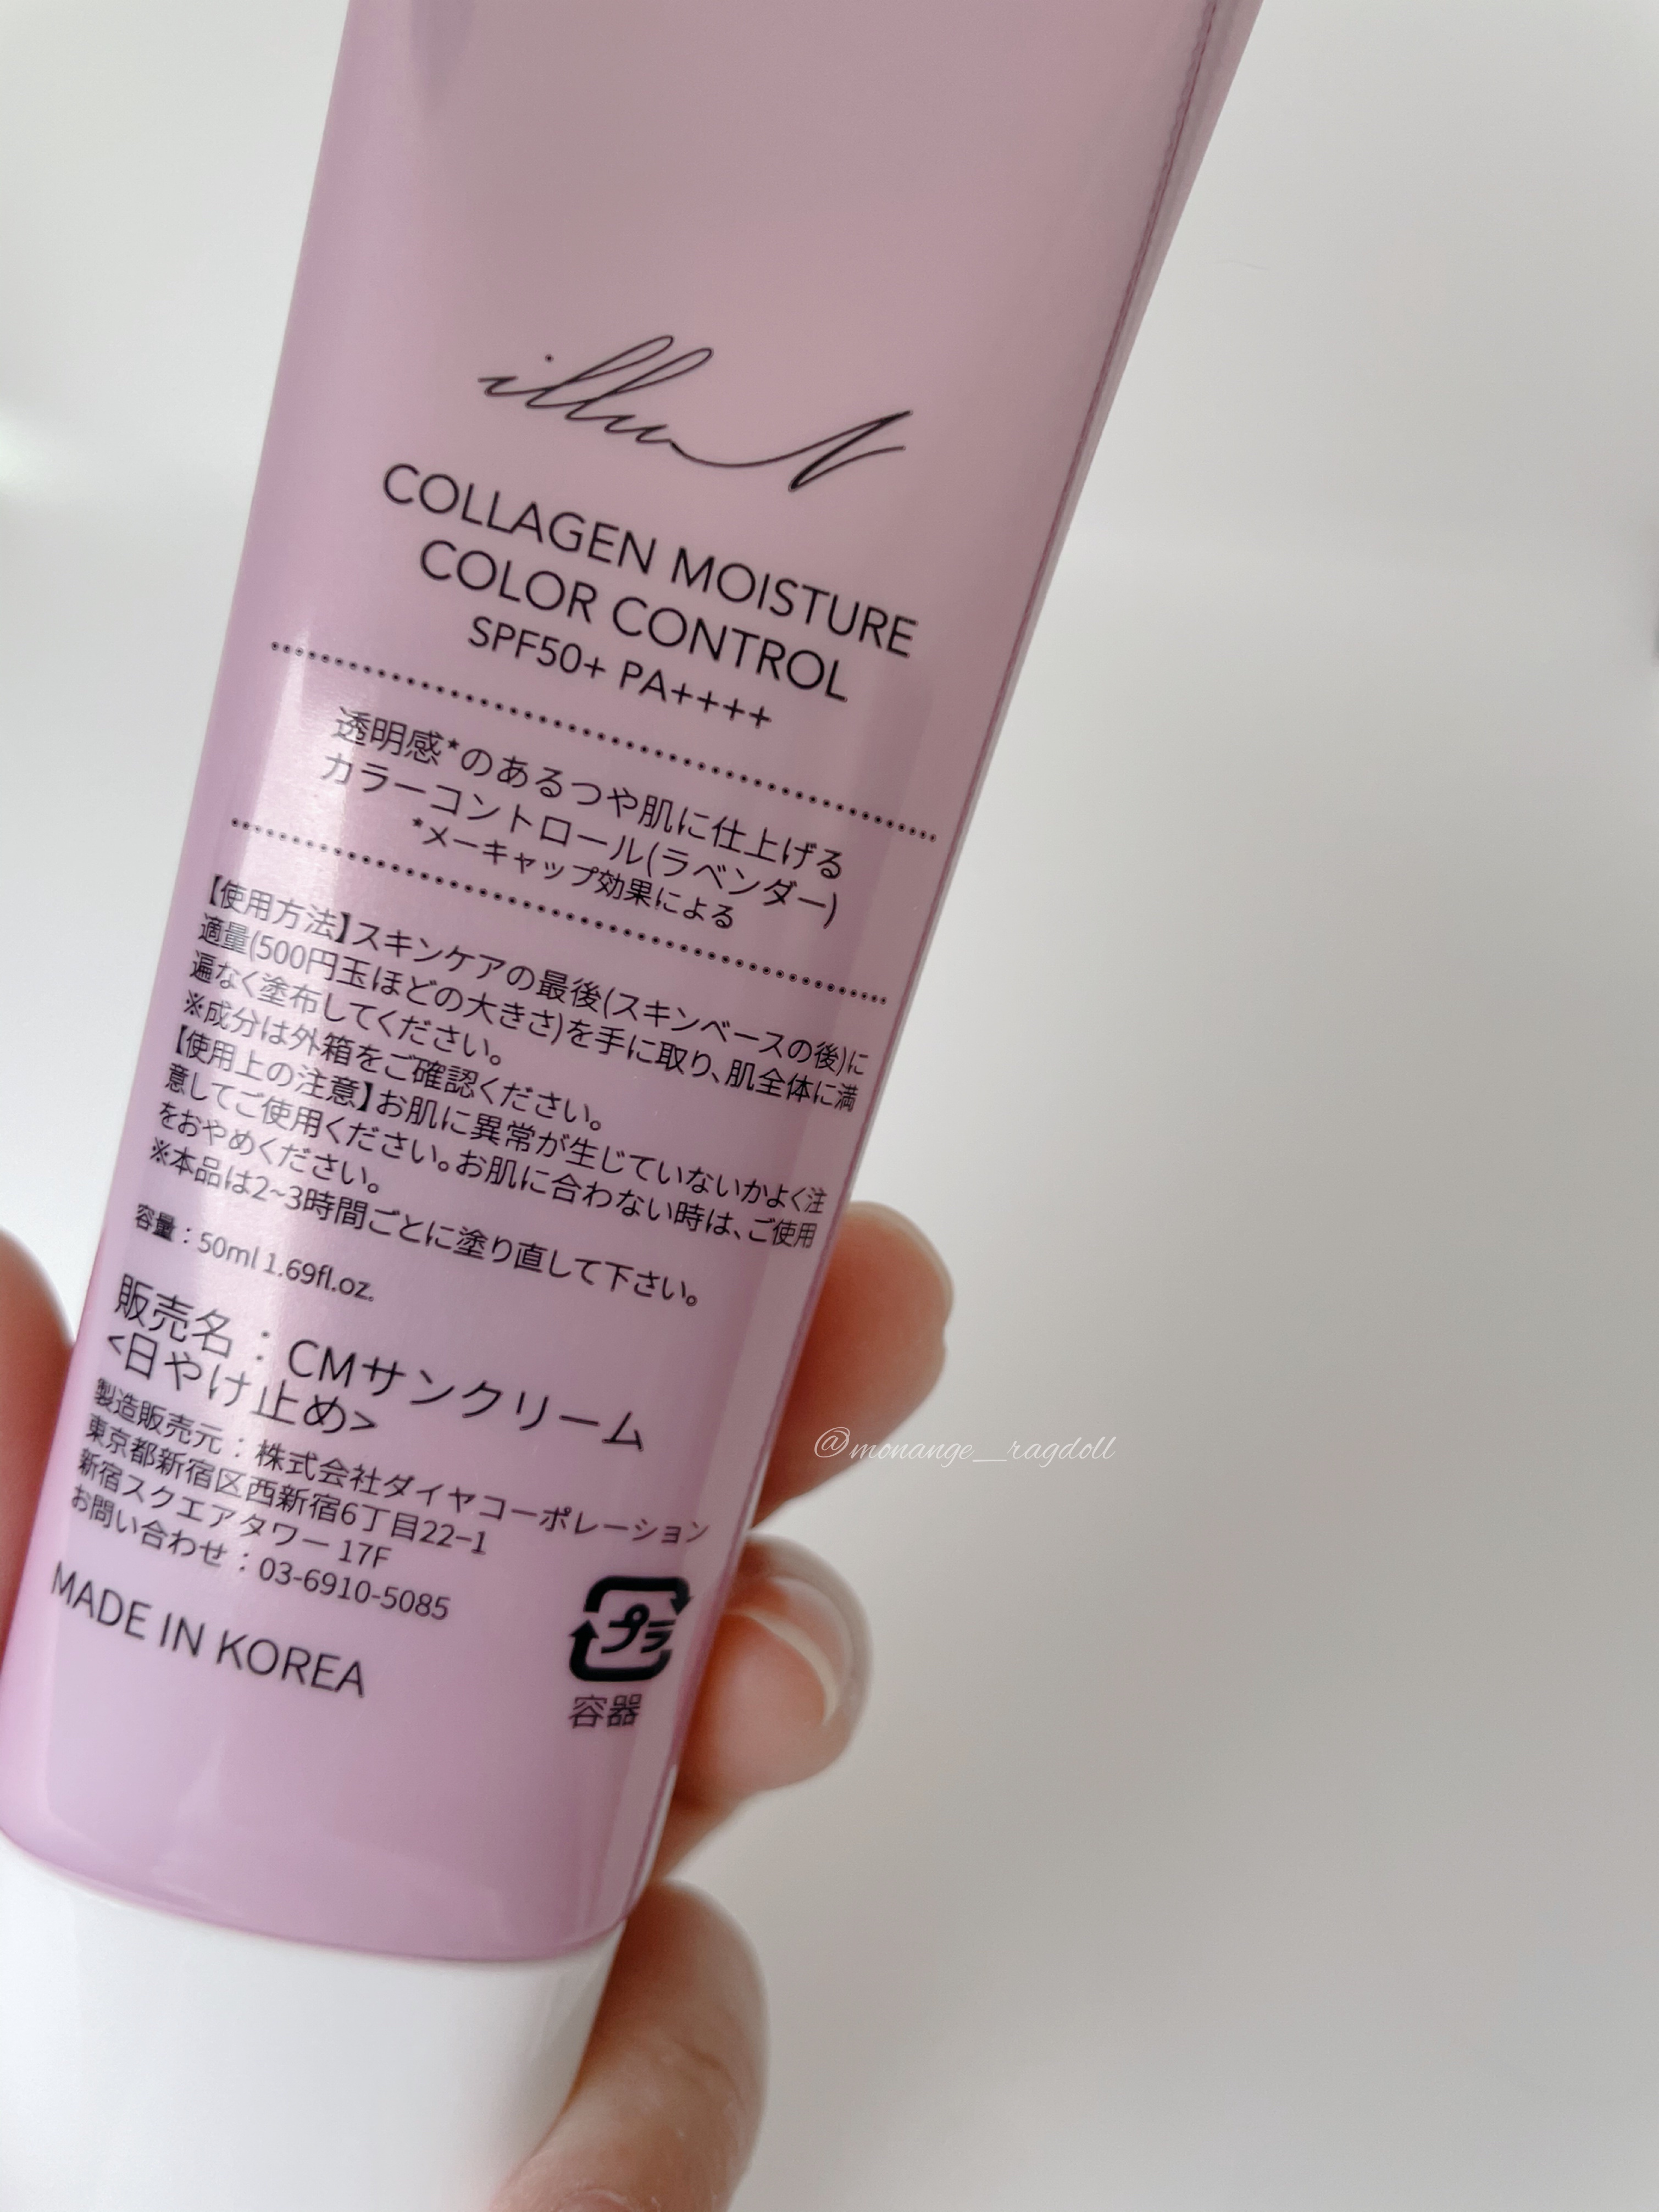 illuN
COLLAGEN MOISTURE
COLOR CONTROL
SPF50+ PA++++
透明感*のあるつや肌に仕上げる
カラーコントロール(ラベンダー)
*メーキャップ効果による
【使用方法】スキンケアの最後(スキンベースの後)に
適量(500円玉ほどの大きさ)を手に取り、肌全体に満
遍なく塗布してください。
※成分は外箱をご確認ください。
【使用上の注意】お肌に異常が生じていないかよく注
意してご使用ください。お肌に合わない時は、ご使用
をおやめください。
※本品は2~3時間ごとに塗り直して下さい。
容量：50ml 1.69fl.oz.
販売名：CMサンクリーム
<日やけ止め>
製造販売元：株式会社ダイヤコーポレーション
東京都新宿区西新宿6丁目22−1
新宿スクエアタワー 17F
お問い合わせ：03-6910-5085
MADE IN KOREA
プラ
容器
@monange__ragdoll